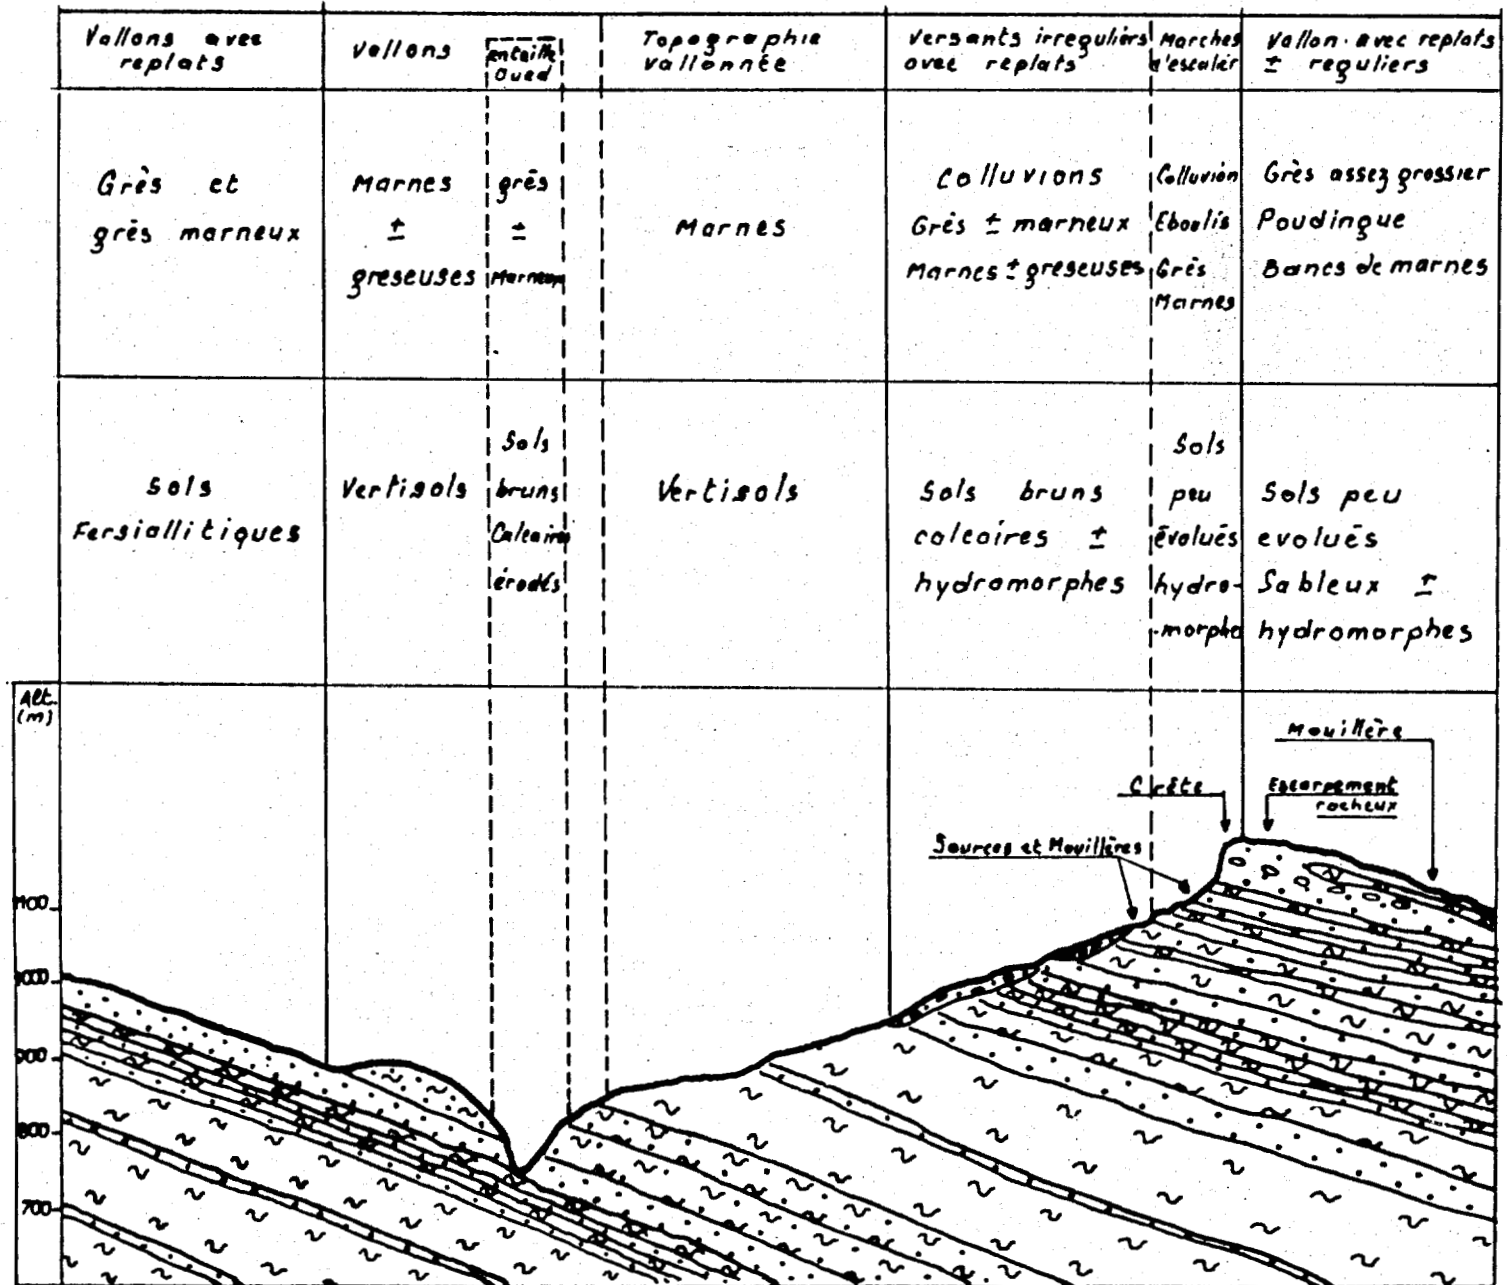 Vallons avec
replats
Vallons
entaille
oued
Topographie
vallonnée
Versants irreguliers
avec replats
Marches
d'escalier
Vallon. avec replats
± reguliers
Grès et
grès marneux
Marnes
±
greseuses
grès
±
Marneux
Marnes
Colluvions
Grès ± marneux
Marnes ± greseuses
Colluvion
Eboulis
Grès
Marnes
Grès assez grossier
Poudingue
Bancs de marnes
Sols
Fersiallitiques
Vertisols
Sols
bruns
Calcaires
érodés
Vertisols
Sols bruns
calcaires ±
hydromorphes
Sols
peu
évolués
hydro-
-morphe
Sols peu
evolués
Sableux ±
hydromorphes
Alt.
(m)
Mouillère
Crête
Escarpement
rocheux
Sources et Mouillères
1100
1000
900
800
700